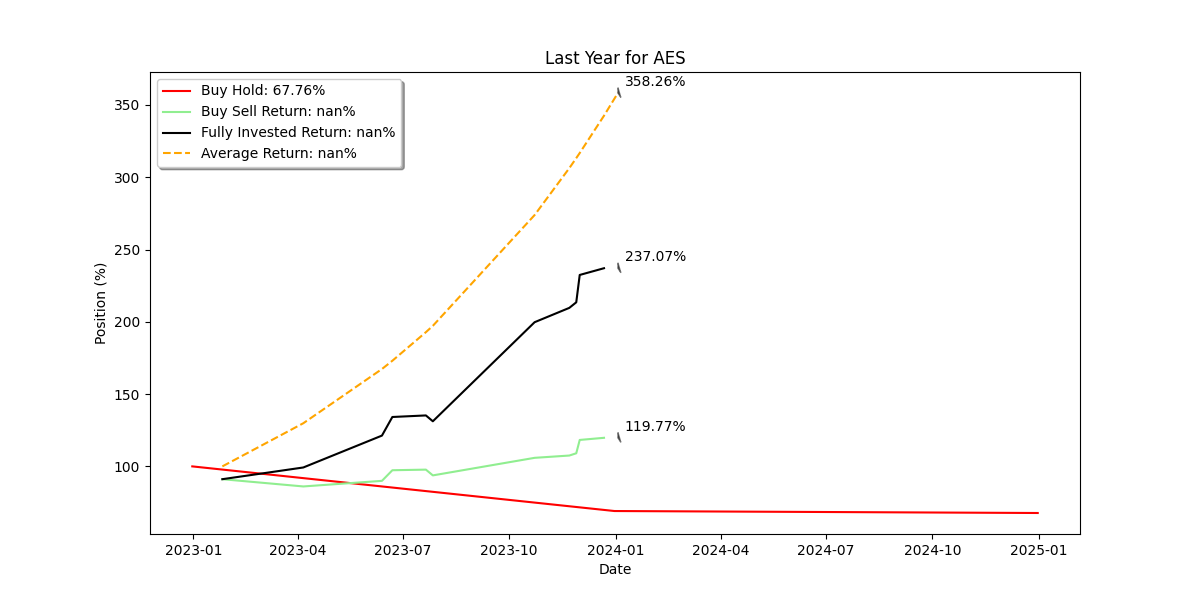 Last Year for AES
Buy Hold: 67.76%
Buy Sell Return: nan%
Fully Invested Return: nan%
Average Return: nan%
358.26%
237.07%
119.77%
350
300
250
200
150
100
Position (%)
2023-01 2023-04 2023-07 2023-10 2024-01 2024-04 2024-07 2024-10 2025-01
Date